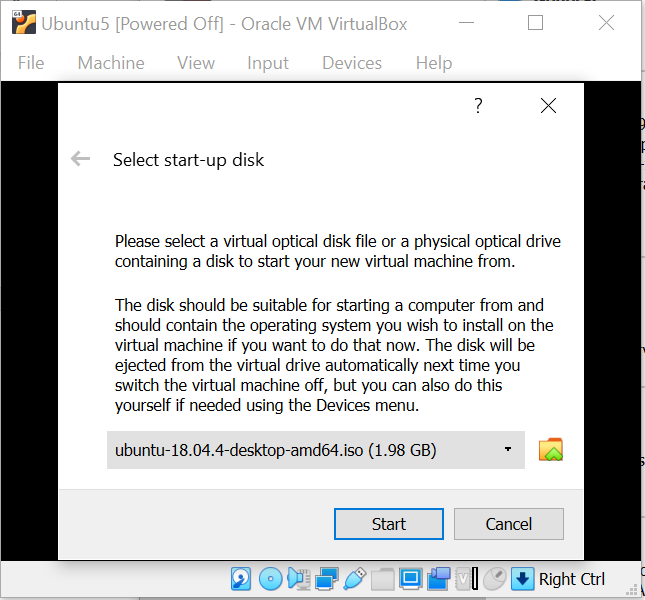 Ubuntu5 [Powered Off] - Oracle VM VirtualBox
File Machine View Input Devices Help
?
Select start-up disk
Please select a virtual optical disk file or a physical optical drive
containing a disk to start your new virtual machine from.
The disk should be suitable for starting a computer from and
should contain the operating system you wish to install on the
virtual machine if you want to do that now. The disk will be
ejected from the virtual drive automatically next time you
switch the virtual machine off, but you can also do this
yourself if needed using the Devices menu.
ubuntu-18.04.4-desktop-amd64.iso (1.98 GB)
Start Cancel
Right Ctrl